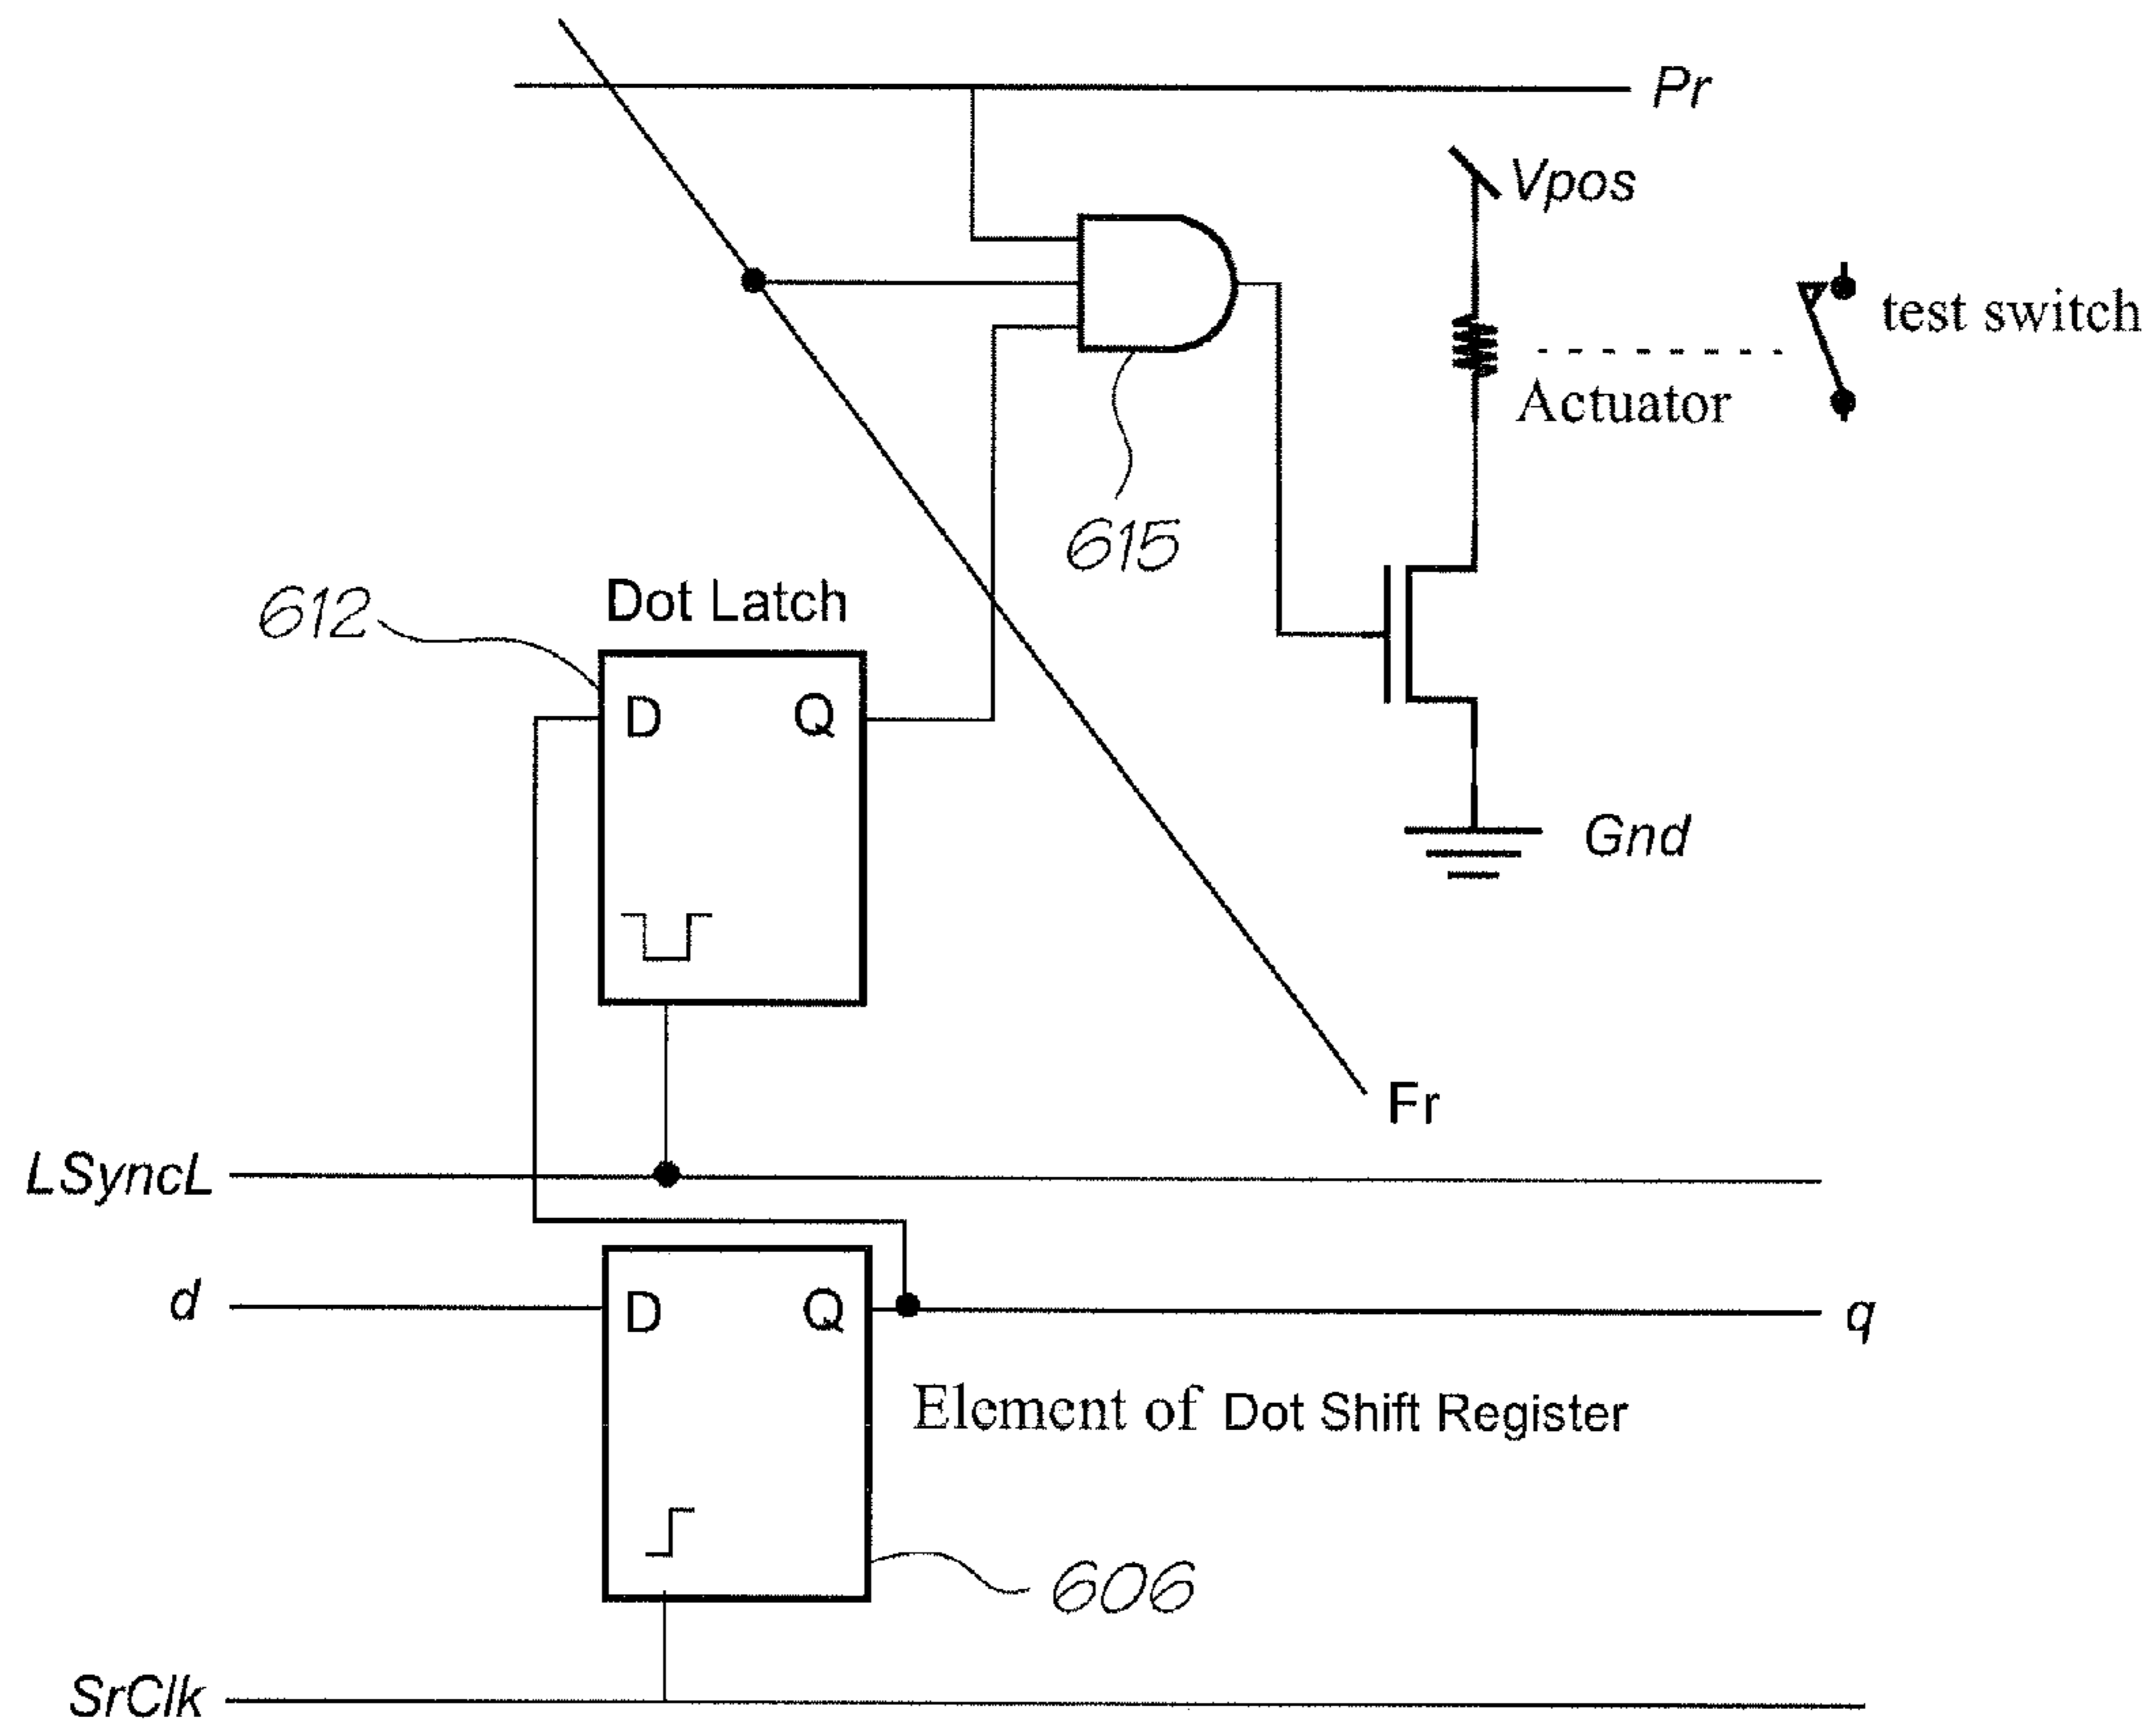 Pr
Vpos
test switch
Actuator
615
Dot Latch
612
D Q
Gnd
Fr
LSyncL
d
D Q
q
Element of Dot Shift Register
606
SrClk